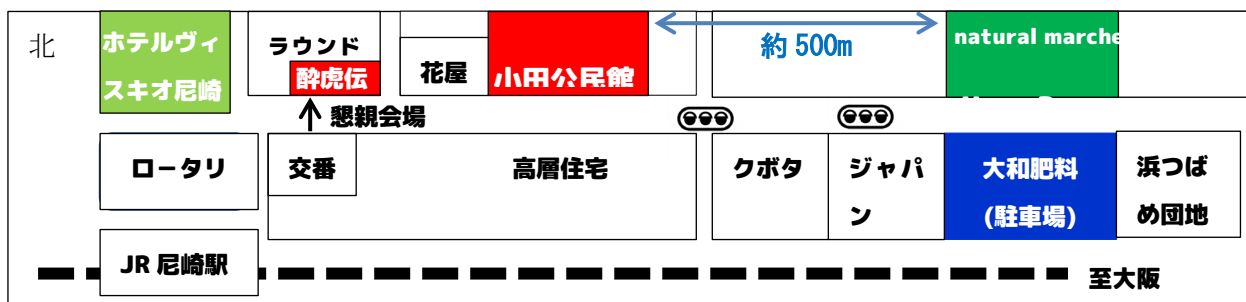 北
ホテルヴィ
スキオ尼崎
ラウンド
酔虎伝
花屋
小田公民館
約 500m
natural marche
懇親会場
ロータリ
交番
高層住宅
クボタ
ジャパ
ン
大和肥料
(駐車場)
浜つば
め団地
JR 尼崎駅
至大阪